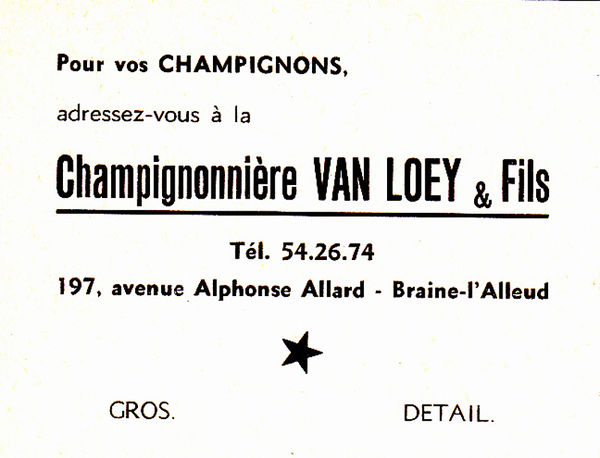 Pour vos CHAMPIGNONS,
adressez-vous à la
Champignonnière VAN LOEY & Fils
Tél. 54.26.74
197, avenue Alphonse Allard - Braine-l'Alleud
GROS.
DETAIL.